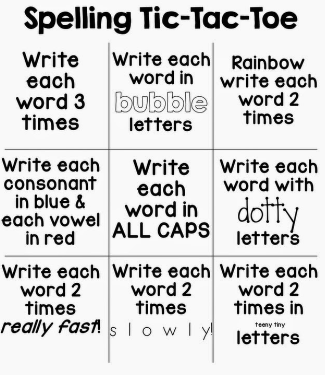 Spelling Tic-Tac-Toe
Write
each
word 3
times
Write each
word in
bubble
letters
Rainbow
write each
word 2
times
Write each
consonant
in blue &
each vowel
in red
Write
each
word in
ALL CAPS
Write each
word with
dotty
letters
Write each
word 2
times
really fast!
Write each
word 2
times
s l o w l y!
Write each
word 2
times in
teeny tiny
letters